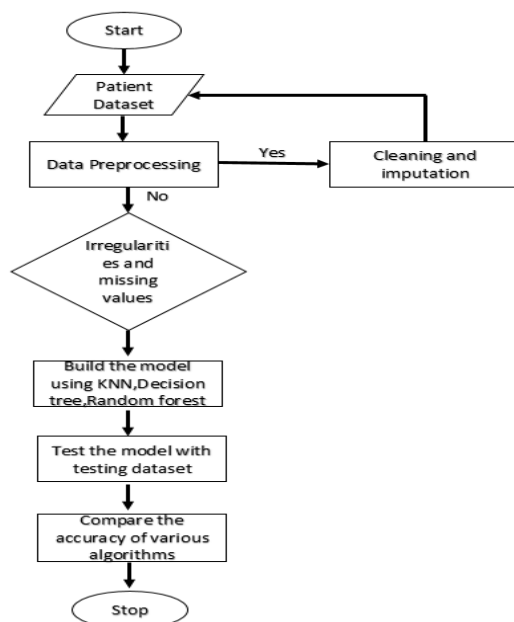 Start
Patient
Dataset
Data Preprocessing
Yes
Cleaning and
imputation
No
Irregulariti
es and
missing
values
Build the model
using KNN,Decision
tree,Random forest
Test the model with
testing dataset
Compare the
accuracy of various
algorithms
Stop